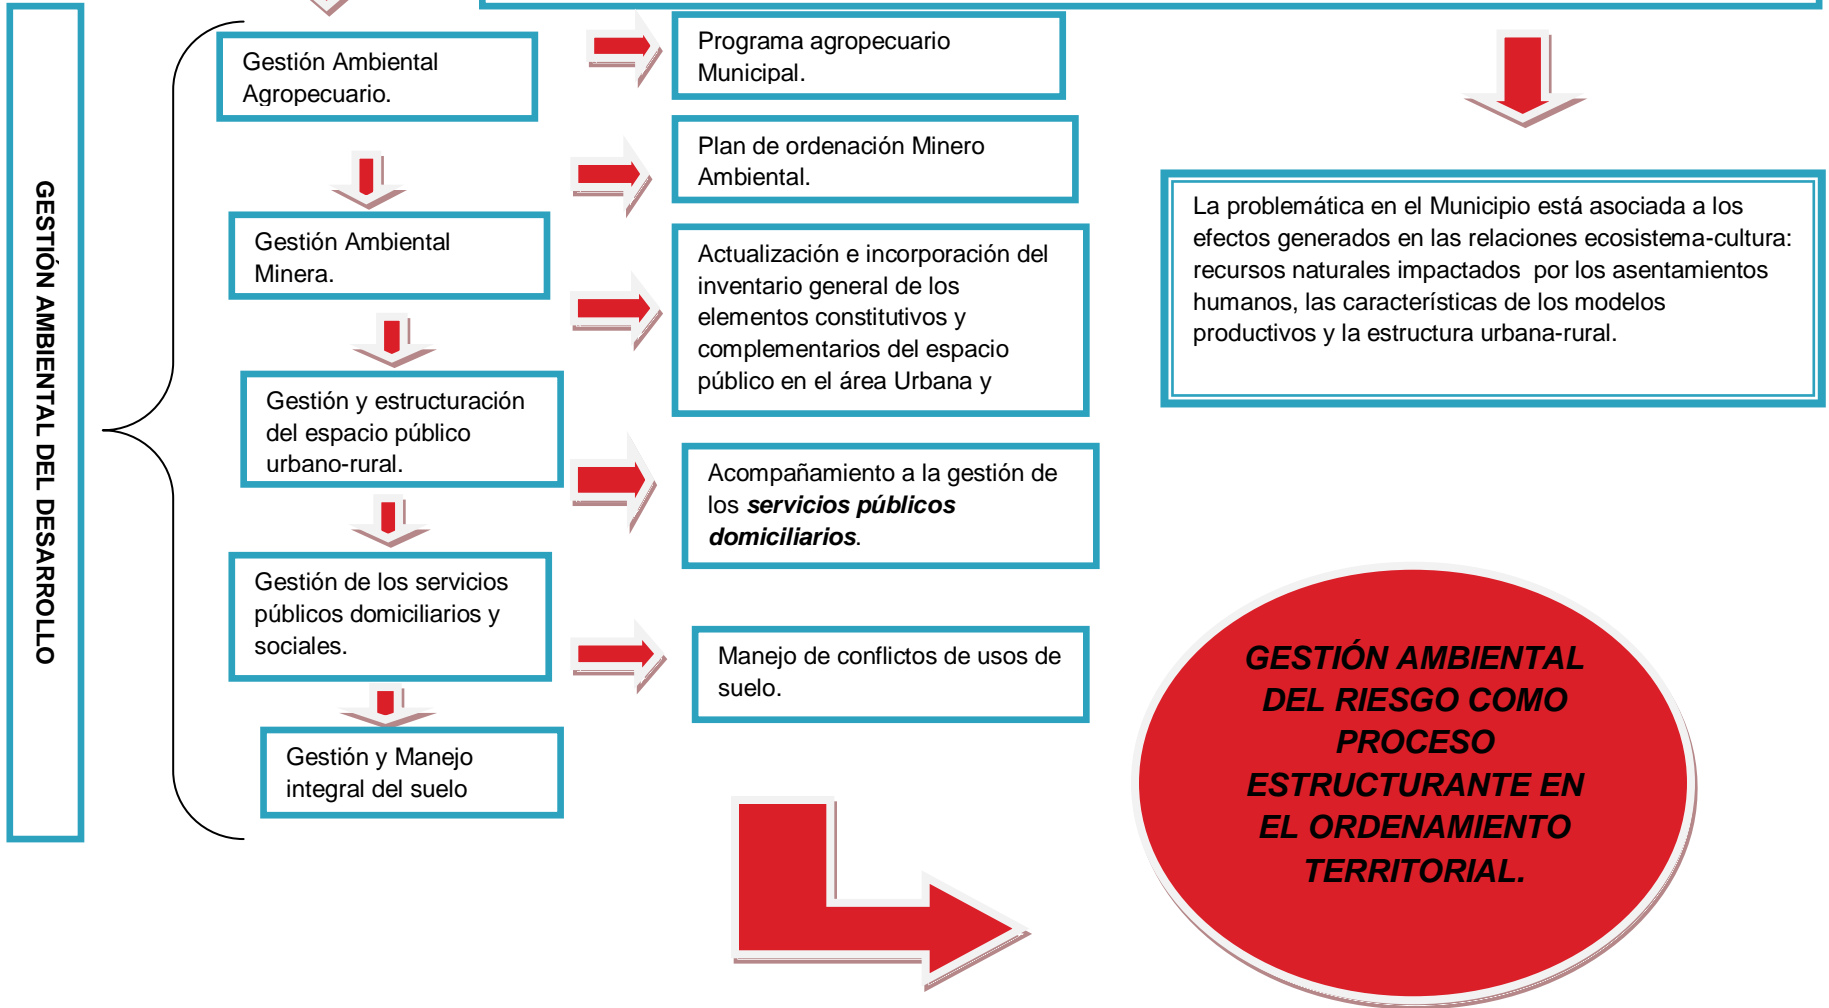 GESTIÓN AMBIENTAL DEL DESARROLLO
Gestión Ambiental
Agropecuario.
Programa agropecuario
Municipal.
Gestión Ambiental
Minera.
Plan de ordenación Minero
Ambiental.
Gestión y estructuración
del espacio público
urbano-rural.
Actualización e incorporación del
inventario general de los
elementos constitutivos y
complementarios del espacio
público en el área Urbana y
Gestión de los servicios
públicos domiciliarios y
sociales.
Acompañamiento a la gestión de
los servicios públicos
domiciliarios.
Gestión y Manejo
integral del suelo
Manejo de conflictos de usos de
suelo.
La problemática en el Municipio está asociada a los
efectos generados en las relaciones ecosistema-cultura:
recursos naturales impactados  por los asentamientos
humanos, las características de los modelos
productivos y la estructura urbana-rural.
GESTIÓN AMBIENTAL
DEL RIESGO COMO
PROCESO
ESTRUCTURANTE EN
EL ORDENAMIENTO
TERRITORIAL.